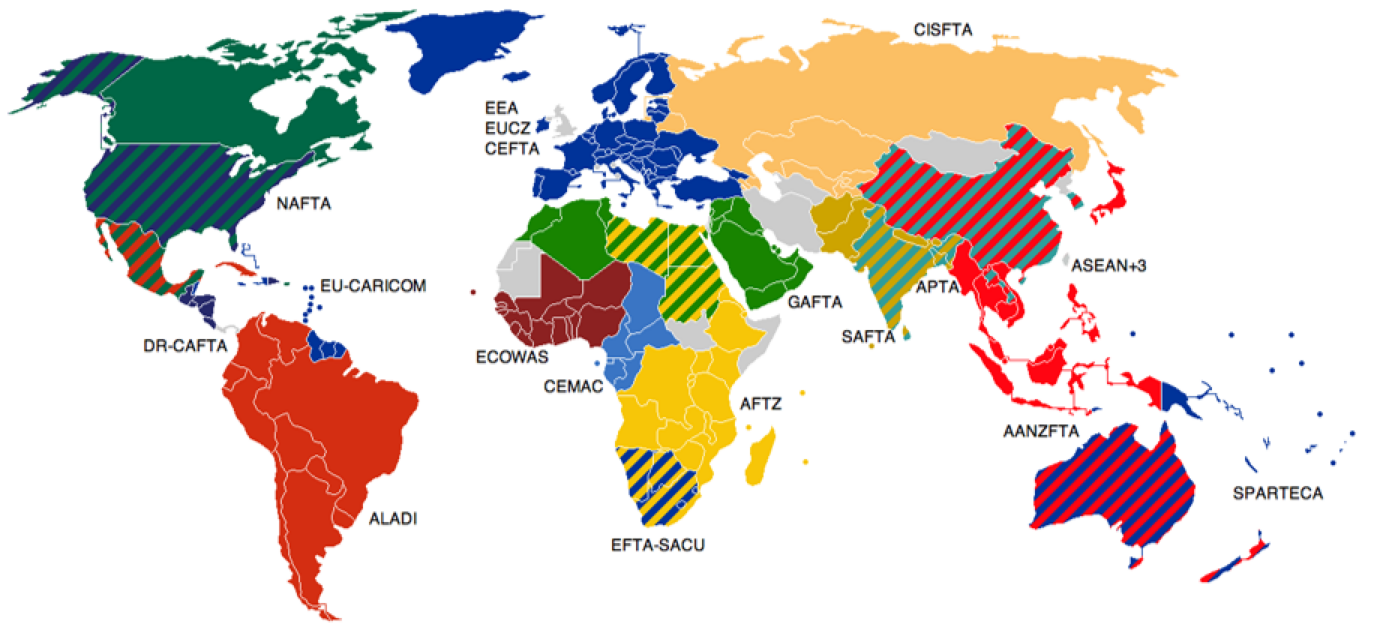 CISFTA
EEA
EUCZ
CEFTA
NAFTA
ASEAN+3
EU-CARICOM
APTA
GAFTA
SAFTA
DR-CAFTA
ECOWAS
CEMAC
AFTZ
AANZFTA
SPARTECA
ALADI
EFTA-SACU